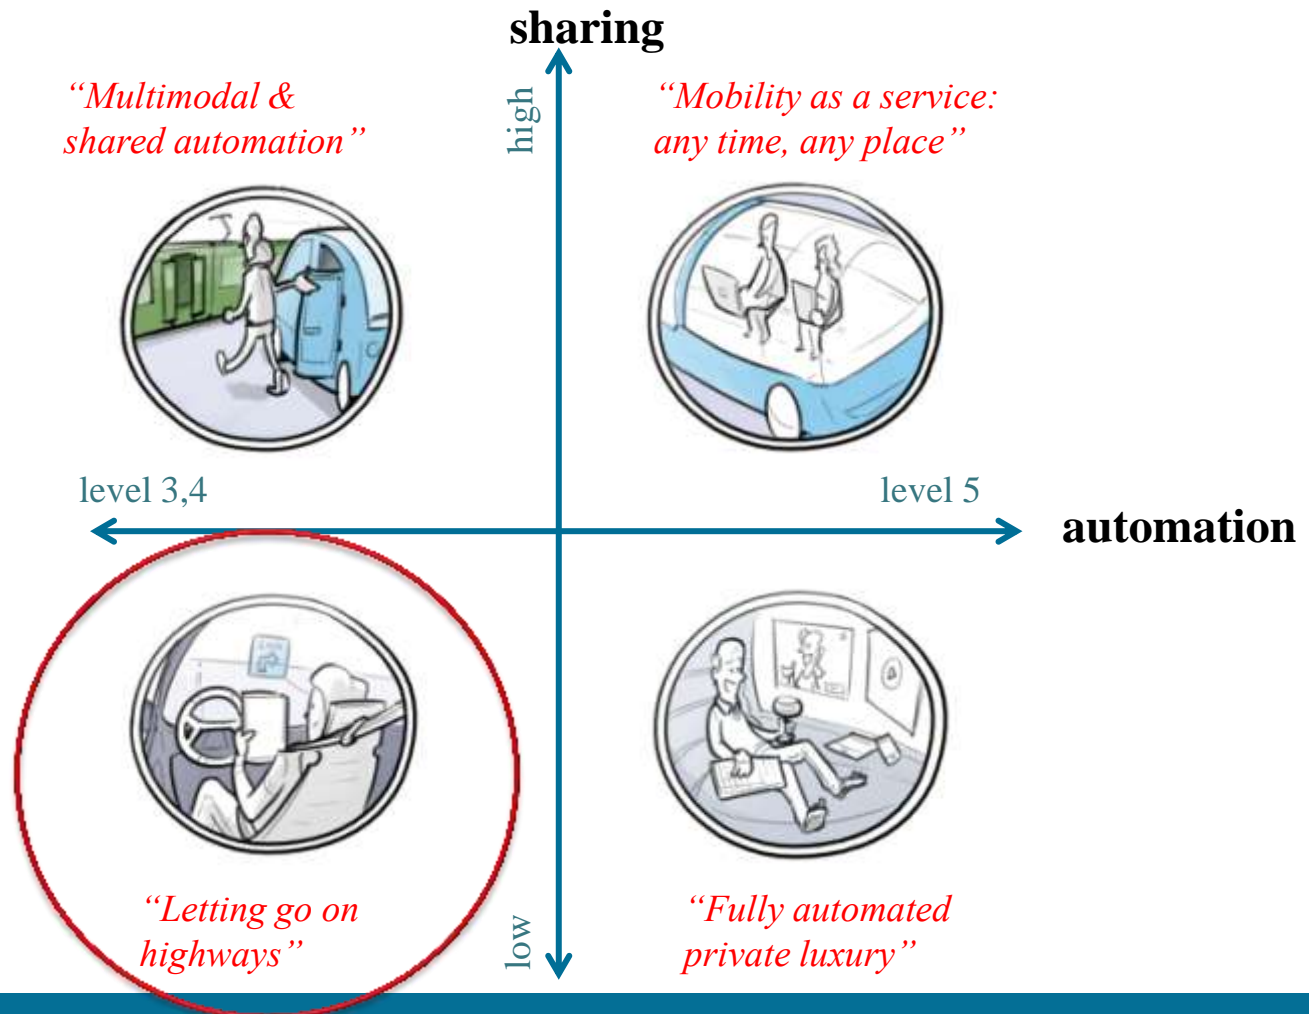 sharing
“Multimodal &
shared automation”
high
“Mobility as a service:
any time, any place”
level 3,4
level 5
automation
“Letting go on
highways”
low
“Fully automated
private luxury”